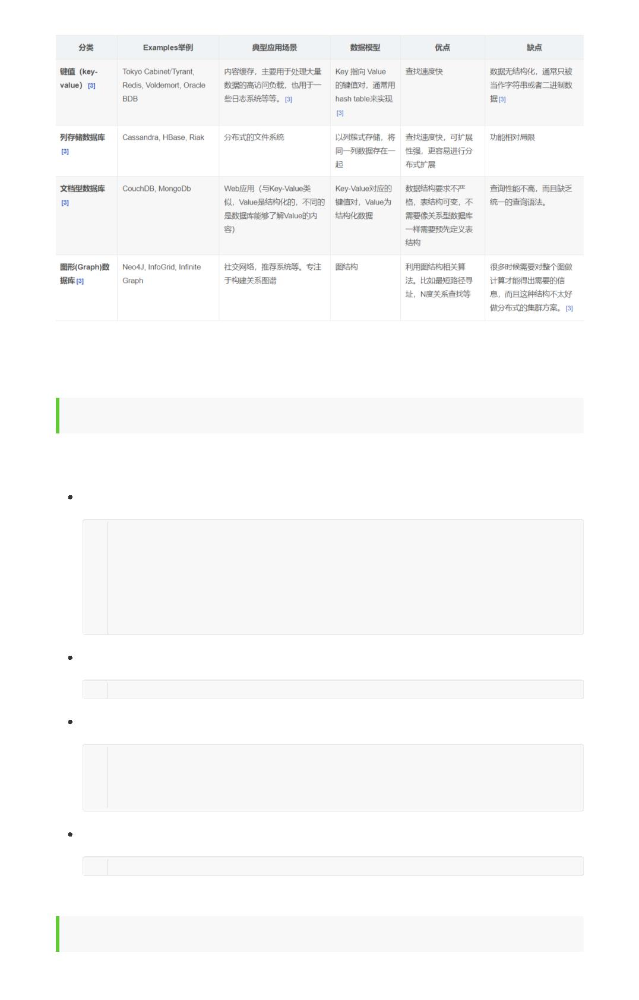 分类 Examples举例 典型应用场景 数据模型 优点 缺点
键值（key-
value） [3]
Tokyo Cabinet/Tyrant,
Redis, Voldemort, Oracle
BDB
内容缓存，主要用于处理大量
数据的高访问负载，也用于一
些日志系统等等。 [3]
Key 指向 Value
的键值对，通常用
hash table来实现
[3]
查找速度快
数据无结构化，通常只被
当作字符串或者二进制数
据 [3]
列存储数据库
[3]
Cassandra, HBase, Riak
分布式的文件系统
以列簇式存储，将
同一列数据存在一
起
查找速度快，可扩展
性强，更容易进行分
布式扩展
功能相对局限
文档型数据库
[3]
CouchDB, MongoDb
Web应用（与Key-Value类
似，Value是结构化的，不同的
是数据库能够了解Value的内
容）
Key-Value对应的
键值对，Value为
结构化数据
数据结构要求不严
格，表结构可变，不
需要像关系型数据库
一样需要预先定义表
结构
查询性能不高，而且缺乏
统一的查询语法。
图形(Graph)数
据库 [3]
Neo4J, InfoGrid, Infinite
Graph
社交网络，推荐系统等。专注
于构建关系图谱
图结构
利用图结构相关算
法。比如最短路径寻
址，N度关系查找等
很多时候需要对整个图做
计算才能得出需要的信
息，而且这种结构不太好
做分布式的集群方案。 [3]